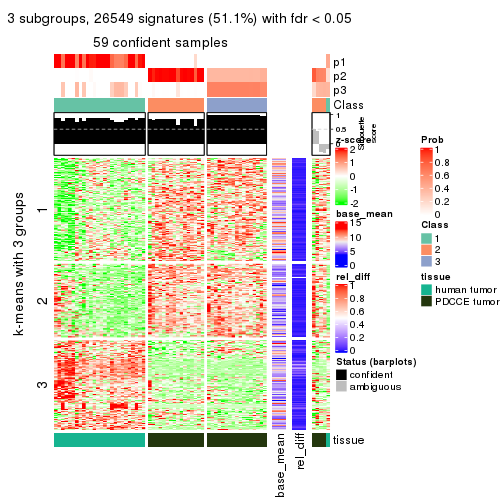 3 subgroups, 26549 signatures (51.1%) with fdr < 0.05
59 confident samples
p1
p2
p3
Class
1
0.5
0
Silhouette
score
k-means with 3 groups
1
2
3
base_mean
rel_diff
tissue
z-score
2
1
0
-1
-2
base_mean
15
10
5
0
rel_diff
1
0.8
0.6
0.4
0.2
0
Status (barplots)
confident
ambiguous
Prob
1
0.8
0.6
0.4
0.2
0
Class
1
2
3
tissue
human tumor
PDCCE tumor